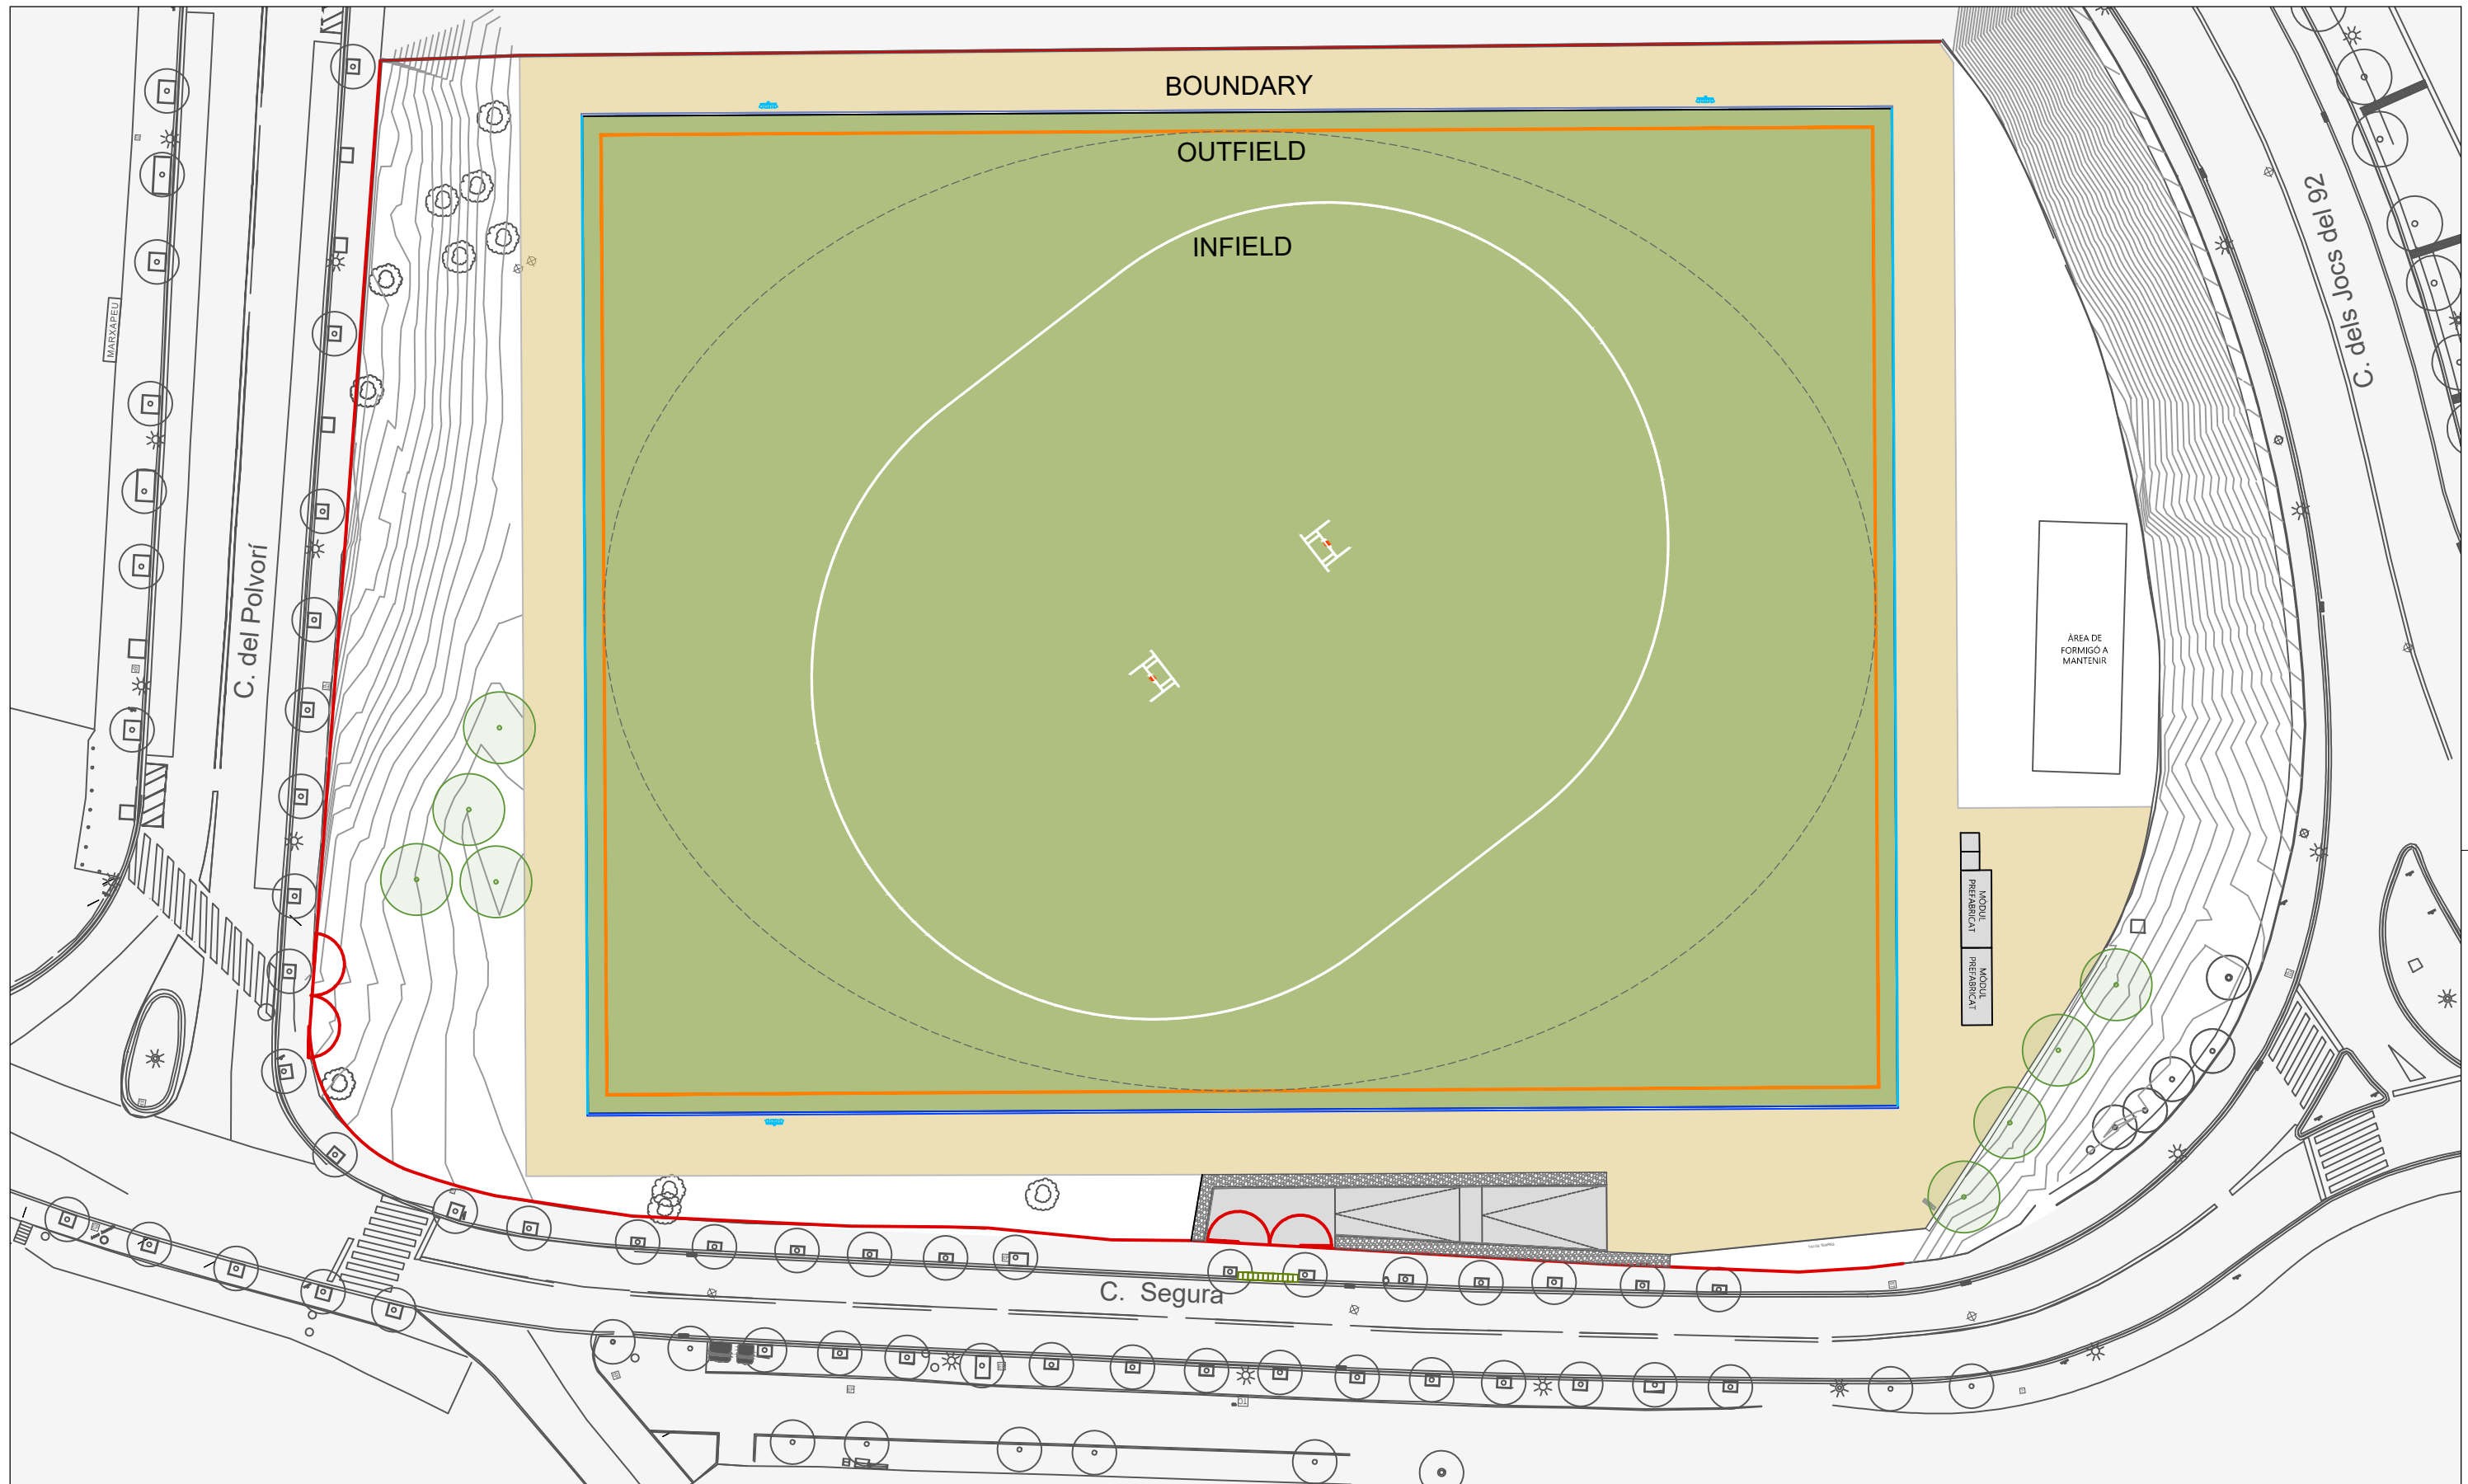 BOUNDARY
OUTFIELD
INFIELD
C. dels Jocs del 92
MARXAPEU
C. del Polvorí
ÀREA DE
FORMIGÓ A
MANTENIR
MÒDUL
PREFABRICAT
MÒDUL
PREFABRICAT
C. Segura